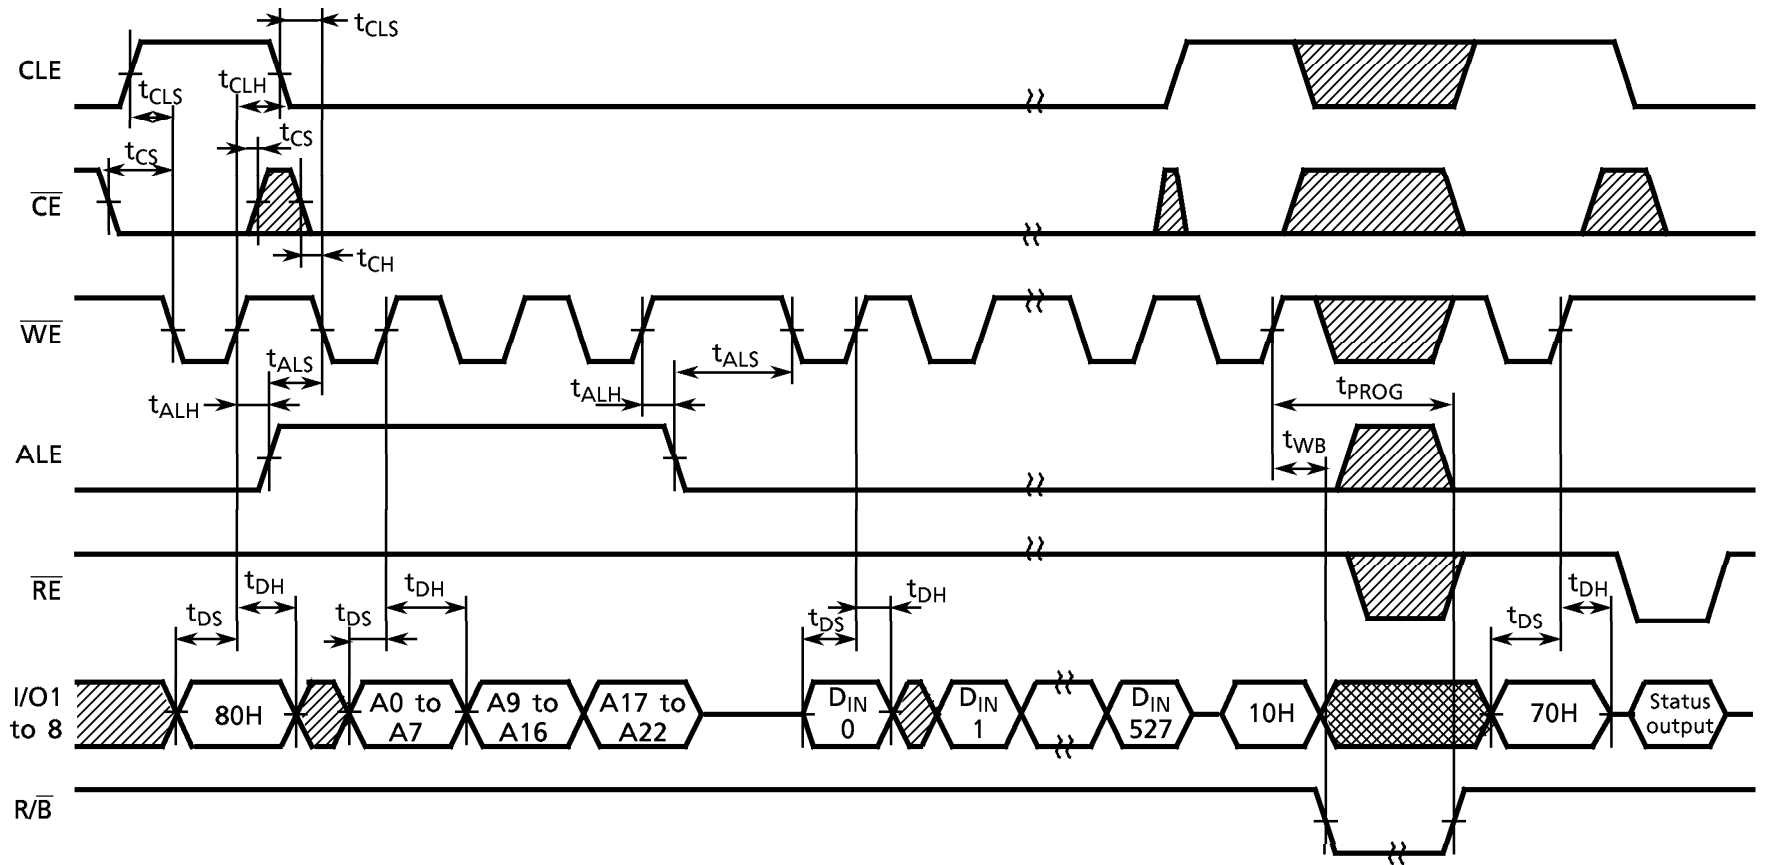 tCLS
CLE
tCLS
tCLH
tCS
tCS
CE
tCH
WE
tALS
tALS
tALH
tALH
tPROG
ALE
tWB
RE
tDH
tDH
tDH
tDH
tDS
tDS
tDS
tDS
I/O1
to 8
80H
A0 to
A7
A9 to
A16
A17 to
A22
DIN
0
DIN
1
DIN
527
10H
70H
Status
output
R/B